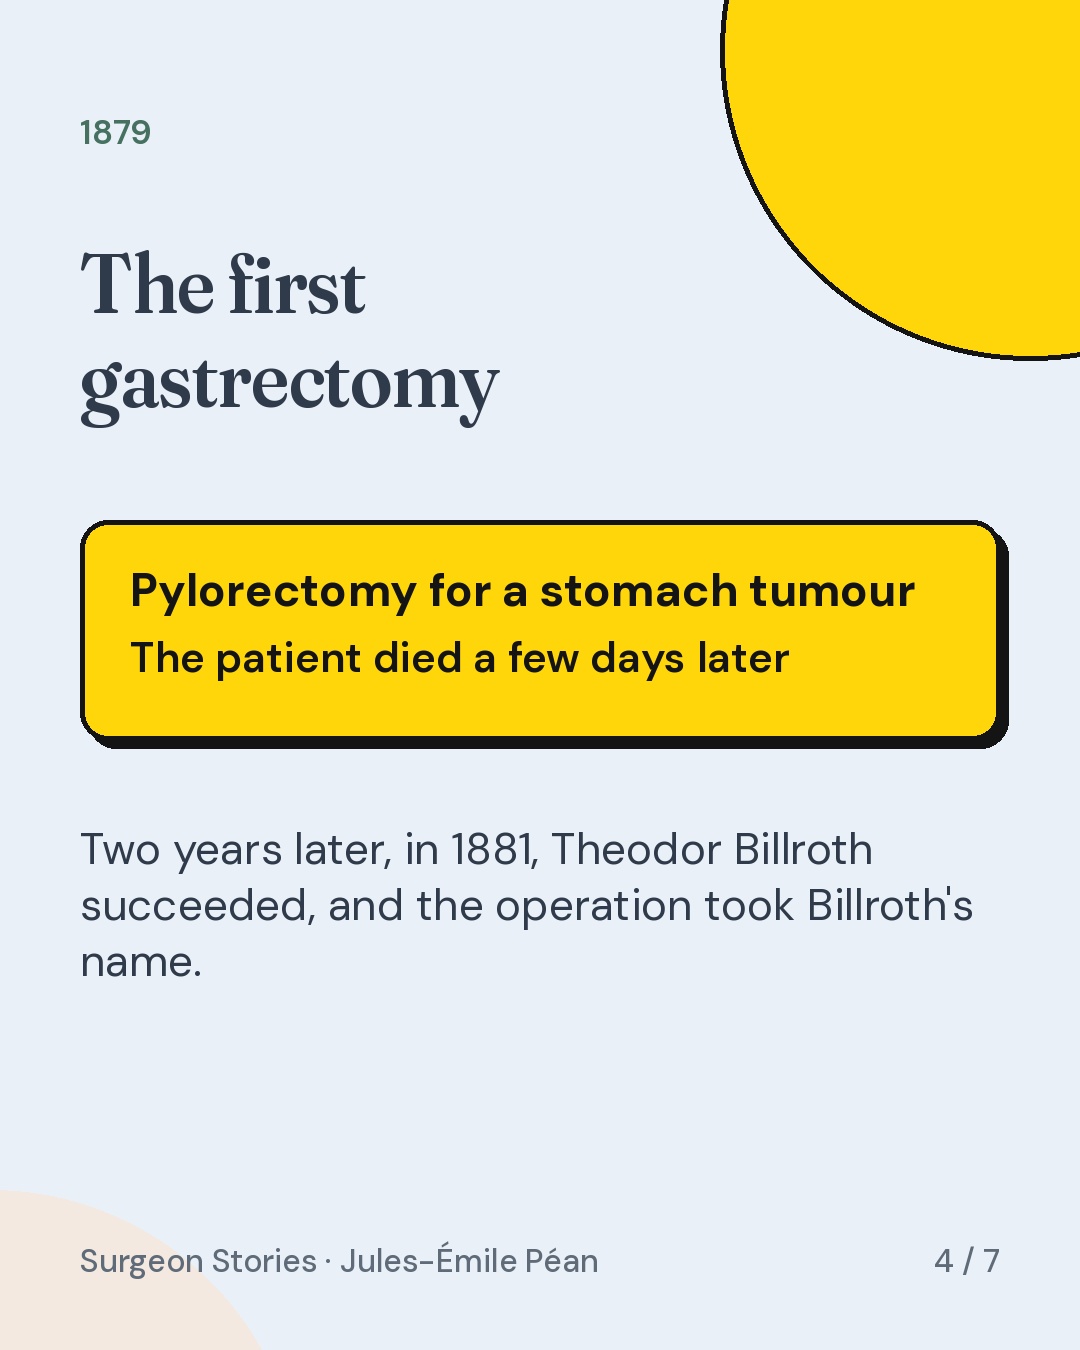 1879
The first
gastrectomy
Pylorectomy for a stomach tumour
The patient died a few days later
Two years later, in 1881, Theodor Billroth
succeeded, and the operation took Billroth's
name.
Surgeon Stories · Jules-Émile Péan
4 / 7